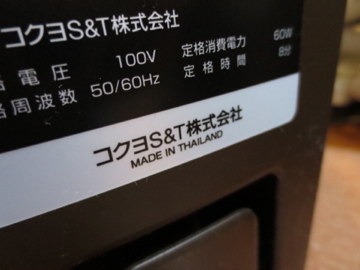 コクヨS&T株式会社
電圧 100V 定格消費電力 60W
周波数 50/60Hz 定格時間 8分
コクヨS&T株式会社
MADE IN THAILAND